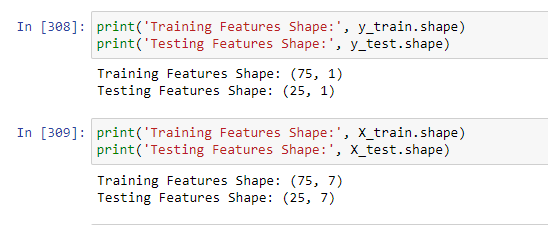 In [308]: print('Training Features Shape:', y_train.shape)
print('Testing Features Shape:', y_test.shape)
Training Features Shape: (75, 1)
Testing Features Shape: (25, 1)
In [309]: print('Training Features Shape:', X_train.shape)
print('Testing Features Shape:', X_test.shape)
Training Features Shape: (75, 7)
Testing Features Shape: (25, 7)